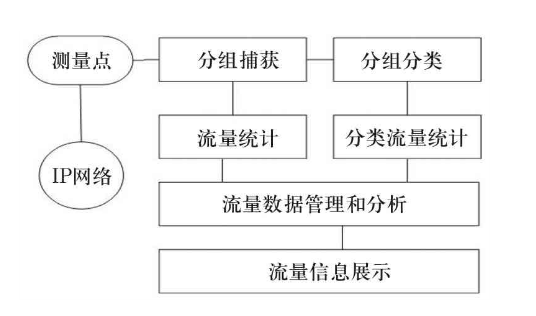 测量点
分组捕获
分组分类
流量统计
分类流量统计
IP网络
流量数据管理和分析
流量信息展示